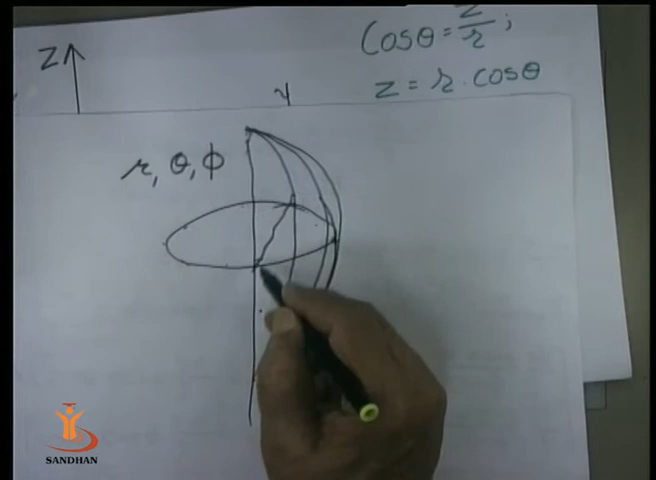 Cosθ = z/r ;
Z
z = r . cosθ
r, θ, ϕ
SANDHAN